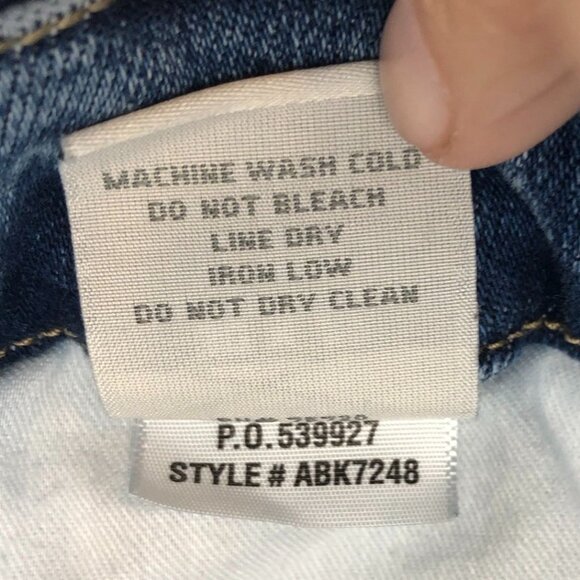 MACHINE WASH COLD
DO NOT BLEACH
LINE DRY
IRON LOW
DO NOT DRY CLEAN
P.O. 539927
STYLE # ABK7248